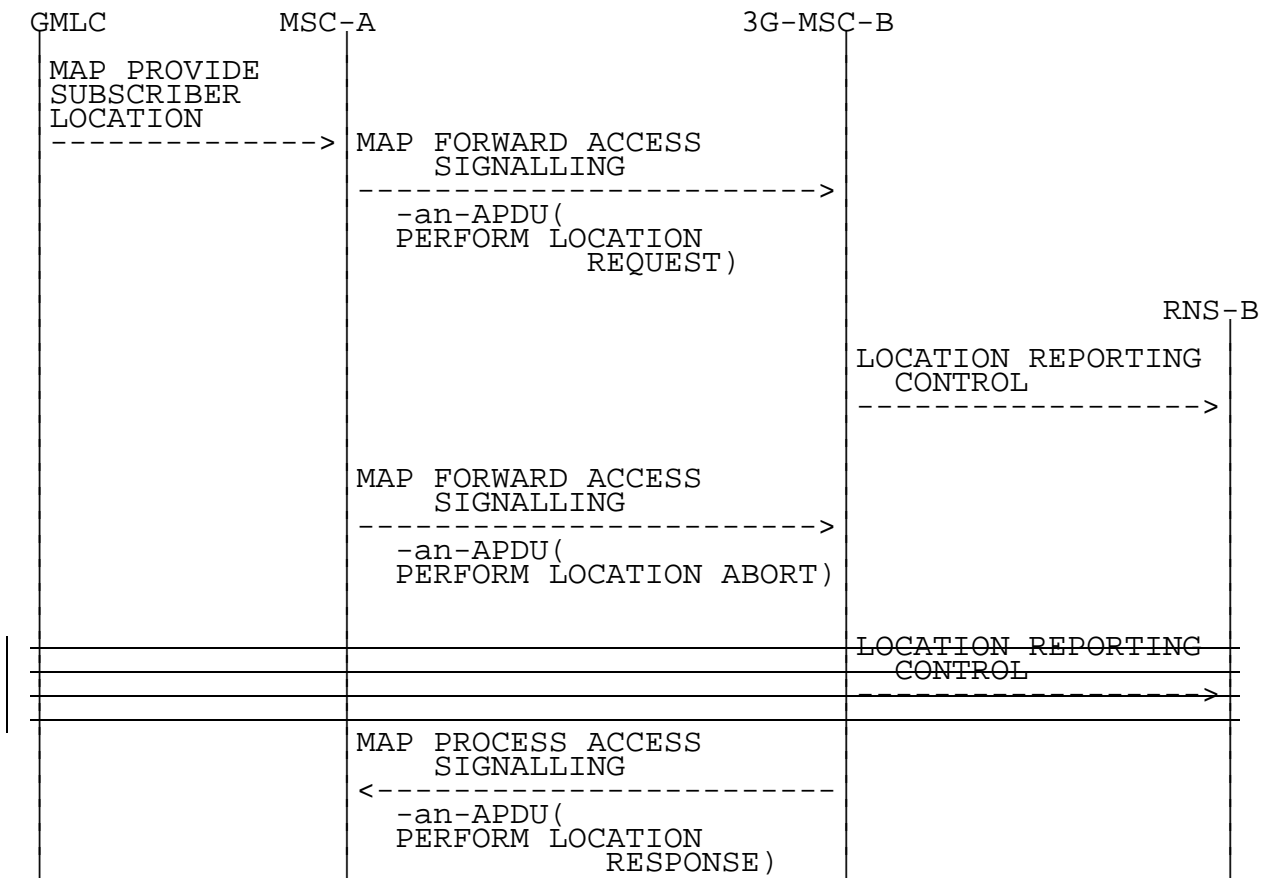 GMLC MSC-A 3G-MSC-B
MAP PROVIDE
SUBSCRIBER
LOCATION
--------------> MAP FORWARD ACCESS
SIGNALLING
------------------------>
-an-APDU(
PERFORM LOCATION
REQUEST)
RNS-B
LOCATION REPORTING
CONTROL
------------------>
MAP FORWARD ACCESS
SIGNALLING
------------------------>
-an-APDU(
PERFORM LOCATION ABORT)
LOCATION REPORTING
CONTROL
------------------>
MAP PROCESS ACCESS
SIGNALLING
<------------------------
-an-APDU(
PERFORM LOCATION
RESPONSE)